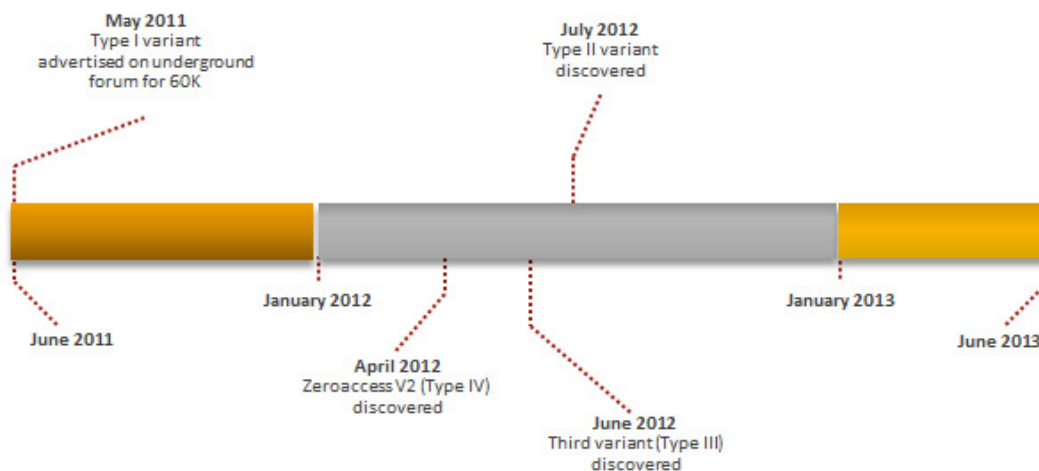 May 2011
Type I variant
advertised on underground
forum for 60K
July 2012
Type II variant
discovered
January 2012
January 2013
June 2011
June 2013
April 2012
Zeroaccess V2 (Type IV)
discovered
June 2012
Third variant (Type III)
discovered